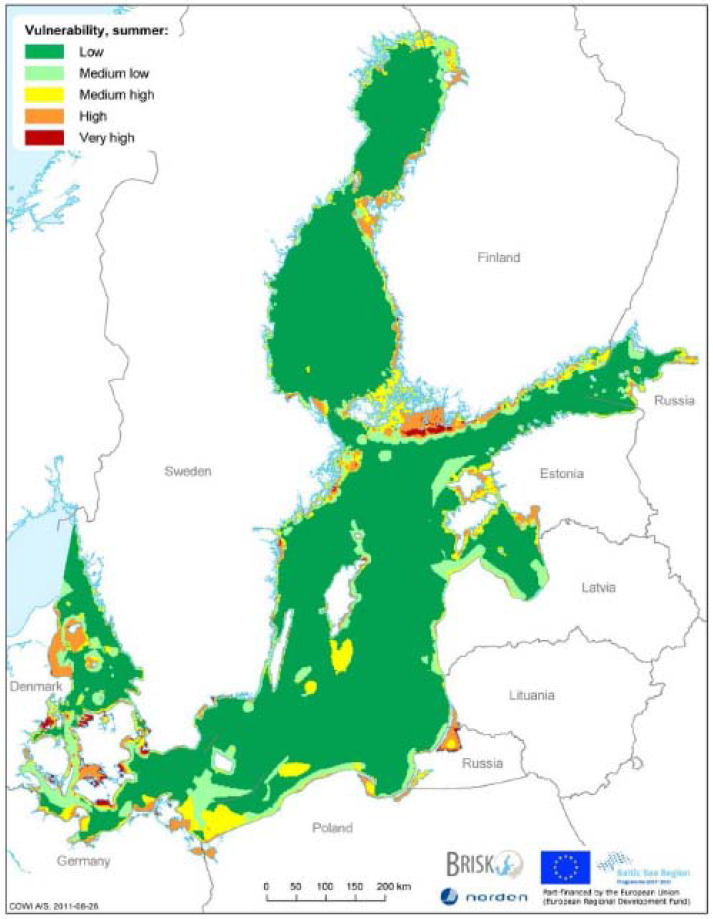 Vulnerability, summer:
Low
Medium low
Medium high
High
Very high
Finland
Russia
Sweden
Estonia
Latvia
Denmark
Lituania
Russia
Poland
Germany
BRISK
norden
Baltic Sea Region
Part-financed by the European Union
(European Regional Development Fund)
0 50 100 150 200 km
COWI A/S. 2011-08-26